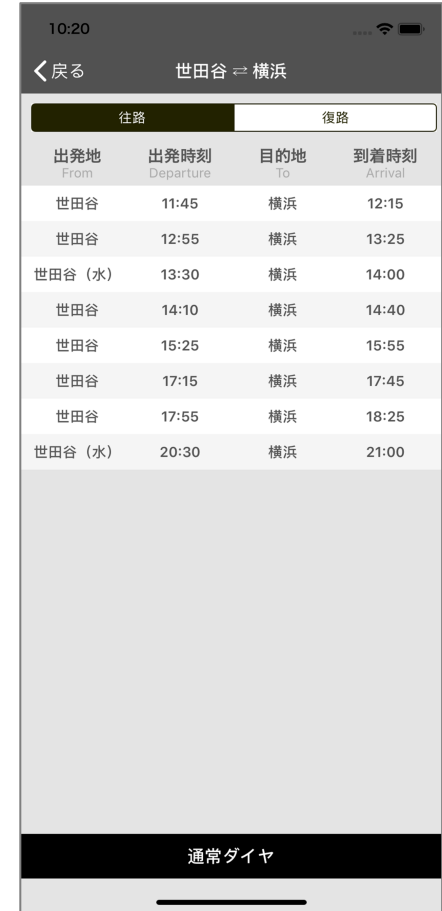 10:20
戻る 世田谷 ⇄ 横浜
往路 復路
出発地 出発時刻 目的地 到着時刻
From Departure To Arrival
世田谷 11:45 横浜 12:15
世田谷 12:55 横浜 13:25
世田谷（水） 13:30 横浜 14:00
世田谷 14:10 横浜 14:40
世田谷 15:25 横浜 15:55
世田谷 17:15 横浜 17:45
世田谷 17:55 横浜 18:25
世田谷（水） 20:30 横浜 21:00
通常ダイヤ